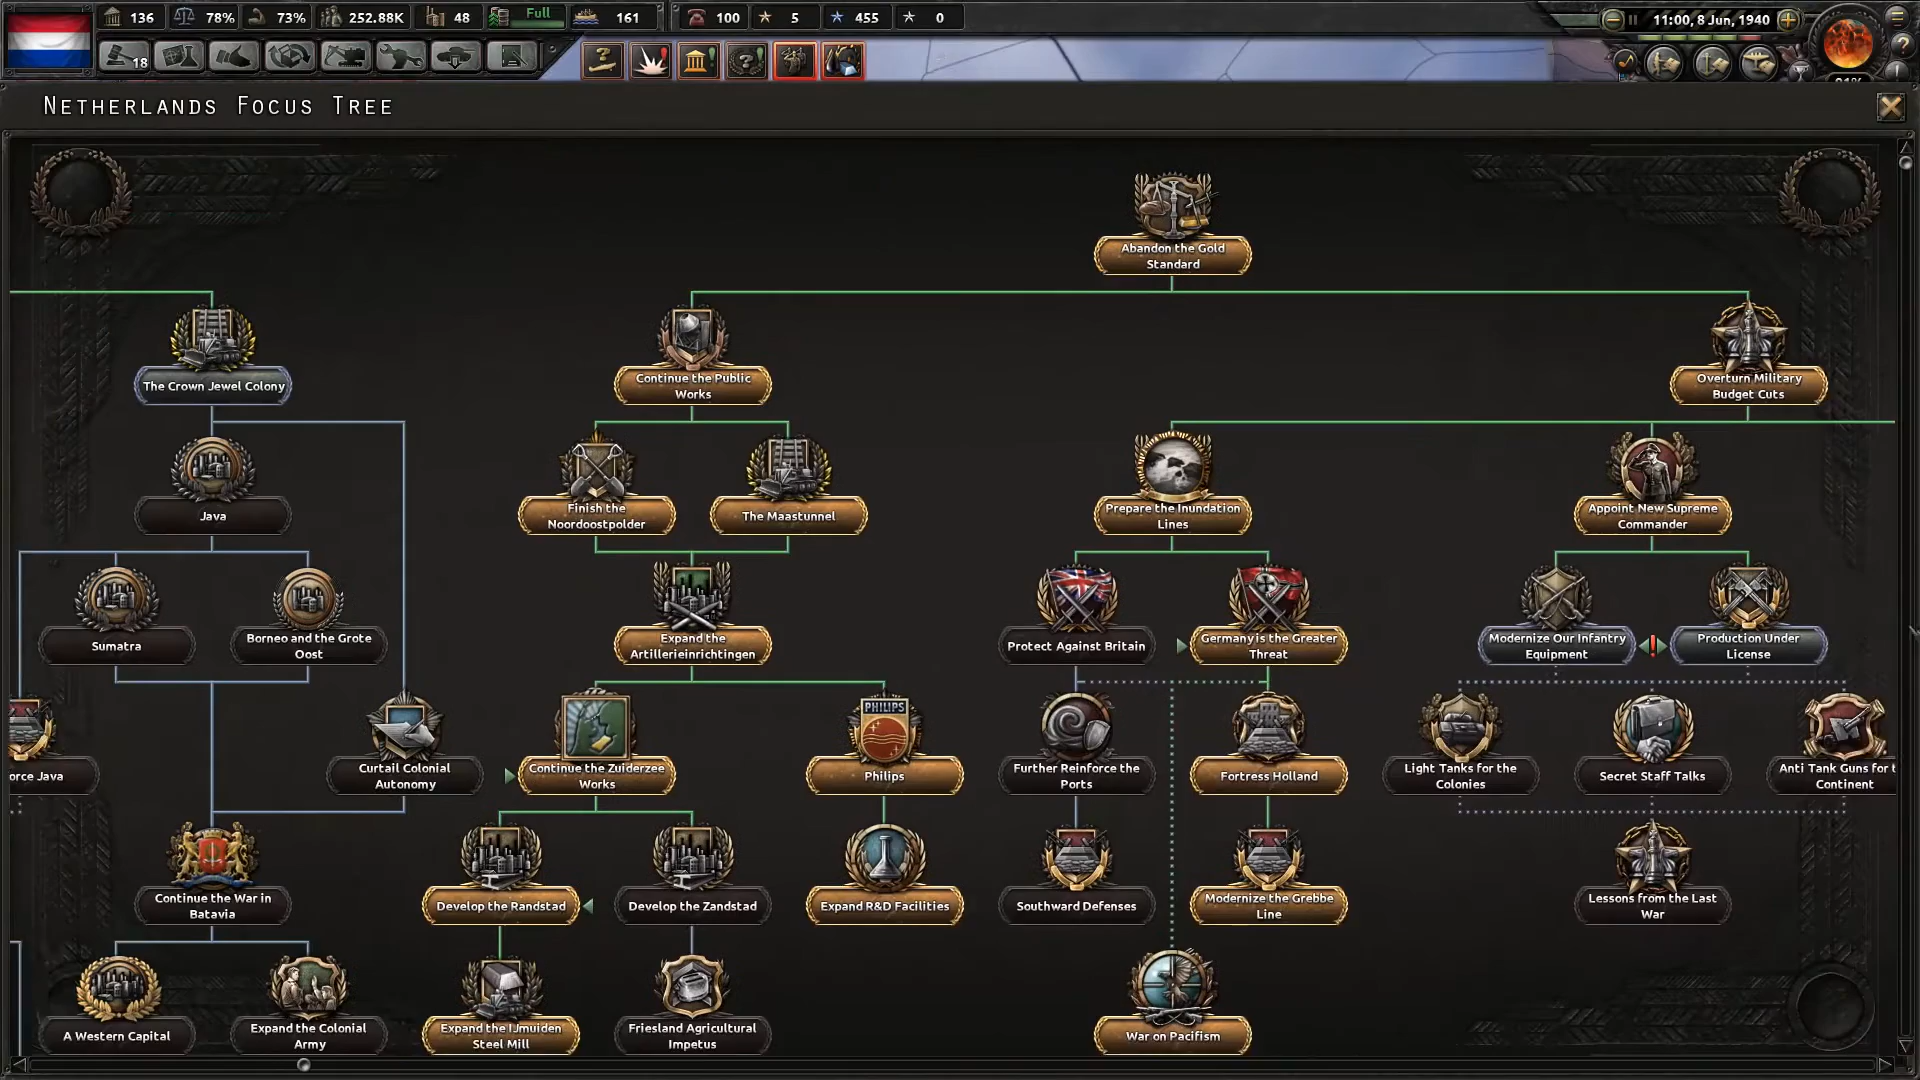 136
78%
73%
252.88K
48
Full
161
100
5
455
0
11:00, 8 Jun, 1940
18
Netherlands Focus Tree
Abandon the Gold
Standard
The Crown Jewel Colony
Continue the Public
Works
Overturn Military
Budget Cuts
Java
Finish the
Noordoostpolder
The Maastunnel
Prepare the Inundation
Lines
Appoint New Supreme
Commander
Sumatra
Borneo and the Grote
Oost
Expand the
Artillerieinrichtingen
Protect Against Britain
Germany is the Greater
Threat
Modernize Our Infantry
Equipment
Production Under
License
PHILIPS
orce Java
Curtail Colonial
Autonomy
Continue the Zuiderzee
Works
Philips
Further Reinforce the
Ports
Fortress Holland
Light Tanks for the
Colonies
Secret Staff Talks
Anti Tank Guns for t
Continent
Continue the War in
Batavia
Develop the Randstad
Develop the Zandstad
Expand R&D Facilities
Southward Defenses
Modernize the Grebbe
Line
Lessons from the Last
War
A Western Capital
Expand the Colonial
Army
Expand the IJmuiden
Steel Mill
Friesland Agricultural
Impetus
War on Pacifism